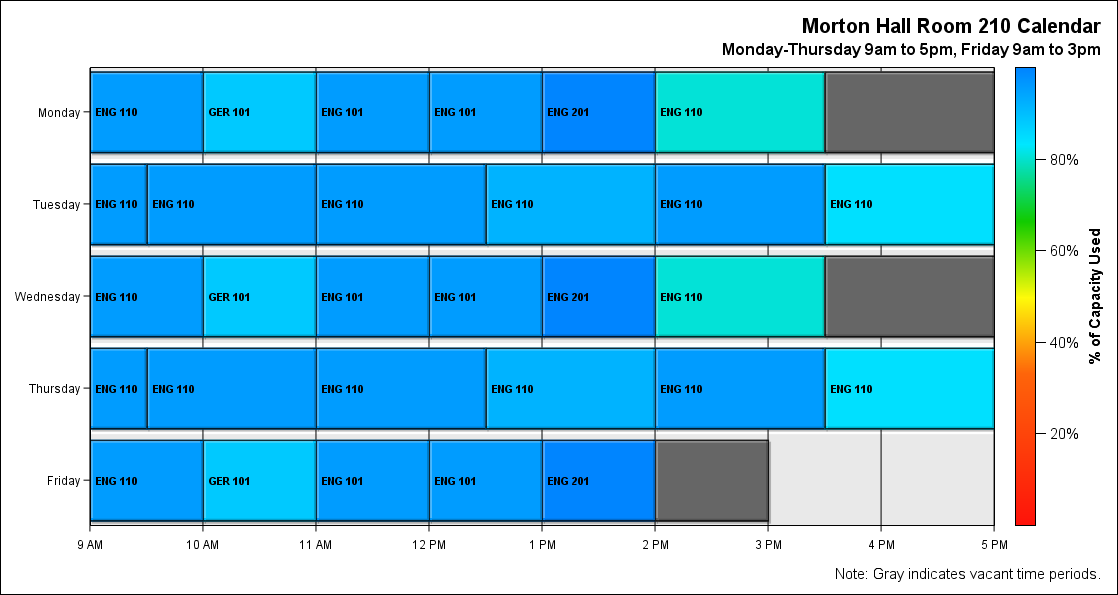 Morton Hall Room 210 Calendar
Monday-Thursday 9am to 5pm, Friday 9am to 3pm
Monday
ENG 110
GER 101
ENG 101
ENG 101
ENG 201
ENG 110
Tuesday
ENG 110
ENG 110
ENG 110
ENG 110
ENG 110
ENG 110
Wednesday
ENG 110
GER 101
ENG 101
ENG 101
ENG 201
ENG 110
Thursday
ENG 110
ENG 110
ENG 110
ENG 110
ENG 110
ENG 110
Friday
ENG 110
GER 101
ENG 101
ENG 101
ENG 201
9 AM
10 AM
11 AM
12 PM
1 PM
2 PM
3 PM
4 PM
5 PM
80%
60%
40%
20%
% of Capacity Used
Note: Gray indicates vacant time periods.